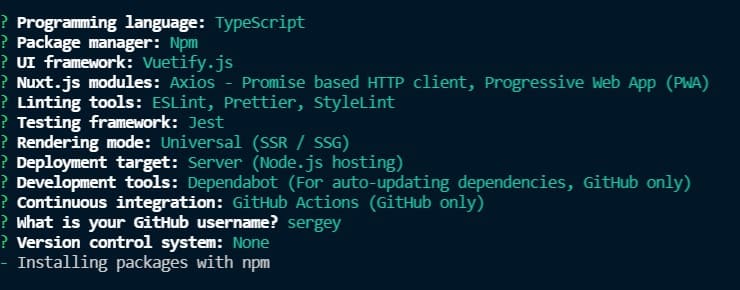 ? Programming language: TypeScript
? Package manager: Npm
? UI framework: Vuetify.js
? Nuxt.js modules: Axios - Promise based HTTP client, Progressive Web App (PWA)
? Linting tools: ESLint, Prettier, StyleLint
? Testing framework: Jest
? Rendering mode: Universal (SSR / SSG)
? Deployment target: Server (Node.js hosting)
? Development tools: Dependabot (For auto-updating dependencies, GitHub only)
? Continuous integration: GitHub Actions (GitHub only)
? What is your GitHub username? sergey
? Version control system: None
- Installing packages with npm